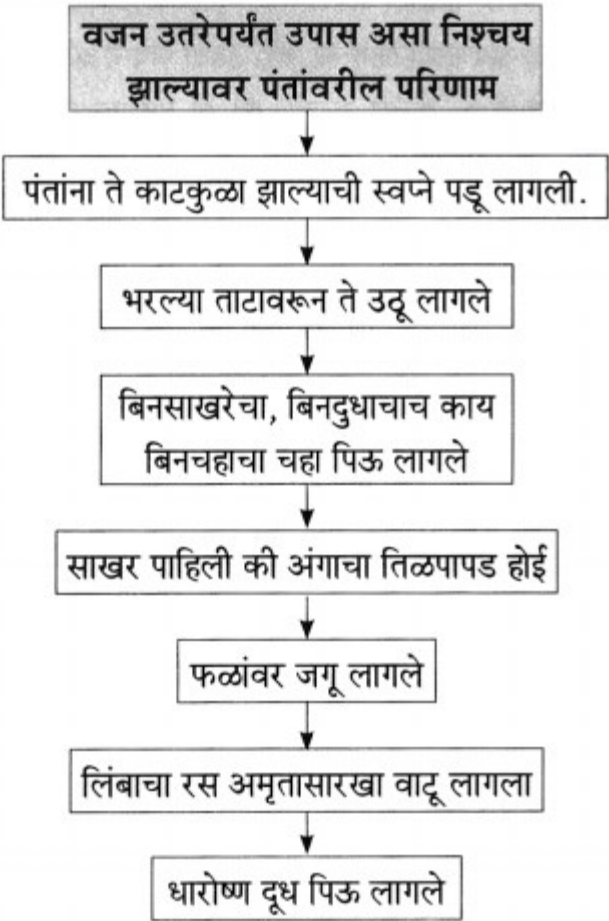 वजन उतरेपर्यंत उपास असा निश्चय
झाल्यावर पंतांवरील परिणाम
पंतांना ते काटकुळा झाल्याची स्वप्ने पडू लागली.
भरल्या ताटावरून ते उठू लागले
बिनसाखरेचा, बिनदुधाचाच काय
बिनचहाचा चहा पिऊ लागले
साखर पाहिली की अंगाचा तिळपापड होई
फळांवर जगू लागले
लिंबाचा रस अमृतासारखा वाटू लागला
धारोष्ण दूध पिऊ लागले